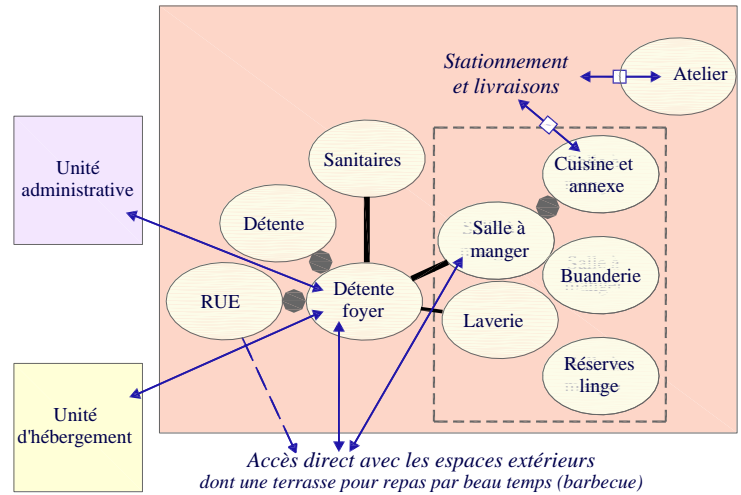 Stationnement
et livraisons
Atelier
Unité
administrative
Sanitaires
Cuisine et
annexe
Détente
Salle à
manger
Buanderie
RUE
Détente
foyer
Laverie
Réserves
linge
Unité
d'hébergement
Accès direct avec les espaces extérieurs
dont une terrasse pour repas par beau temps (barbecue)